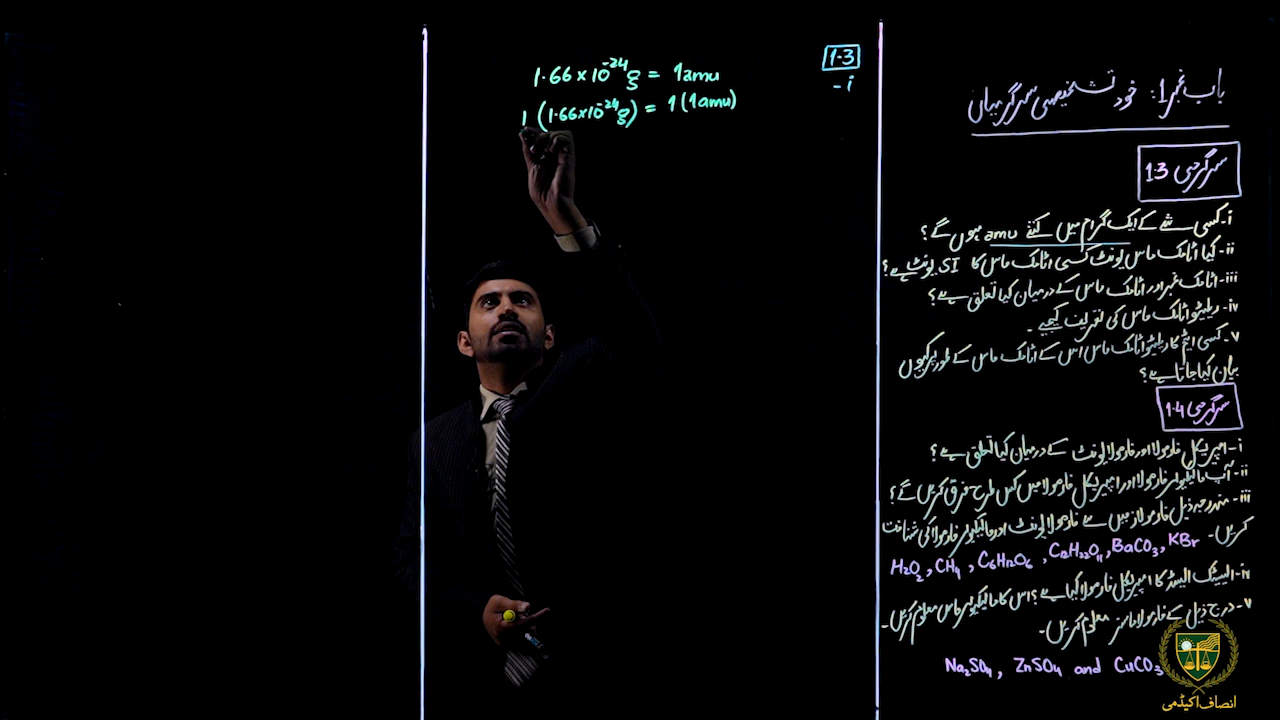 1.66 × 10⁻²⁴ g = 1amu
1 (1.66×10⁻²⁴ g) = 1 (1amu)
1.3
- i
باب نمبر 1: خود تشخیصی سرگرمیاں
سرگرمی 1.3
i- کسی شے کے ایک گرام میں کتنے amu ہوں گے؟
ii- کیا اٹامک ماس یونٹ کسی اٹامک ماس کا SI یونٹ ہے؟
iii- اٹامک نمبر اور اٹامک ماس کے درمیان کیا تعلق ہے؟
iv- ریلیٹو اٹامک ماس کی تعریف کیجیے۔
v- کسی ایٹم کا ریلیٹو اٹامک ماس اس کے اٹامک ماس کے طور پر کیوں
بیان کیا جاتا ہے؟
سرگرمی 1.4
i- امپیریکل فارمولا اور فارمولا یونٹ کے درمیان کیا تعلق ہے؟
ii- آپ مالیکیولر فارمولا اور امپیریکل فارمولا میں کس طرح فرق کریں گے؟
iii- مندرجہ ذیل فارمولاز میں سے فارمولا یونٹ اور مالیکیولر فارمولا کی شناخت
کریں۔
H₂O₂, CH₄, C₆H₁₂O₆, C₁₂H₂₂O₁₁, BaCO₃, KBr
iv- ایسیٹک ایسڈ کا امپیریکل فارمولا کیا ہے؟ اس کا مالیکیولر ماس معلوم کریں۔
v- درج ذیل کے فارمولا ماسز معلوم کریں۔
Na₂SO₄, ZnSO₄ and CuCO₃
انصاف اکیڈمی